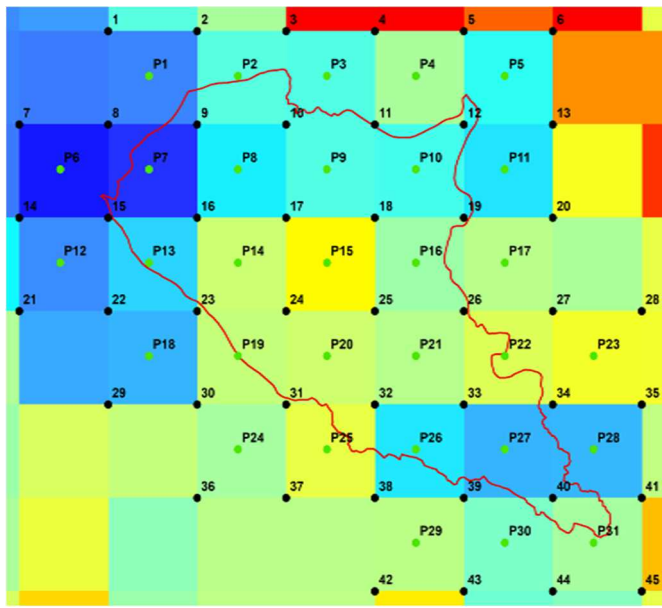 1 2 3 4 5 6
P1 P2 P3 P4 P5
7 8 9 10 11 12 13
P6 P7 P8 P9 P10 P11
14 15 16 17 18 19 20
P12 P13 P14 P15 P16 P17
21 22 23 24 25 26 27 28
P18 P19 P20 P21 P22 P23
29 30 31 32 33 34 35
P24 P25 P26 P27 P28
36 37 38 39 40 41
P29 P30 P31
42 43 44 45